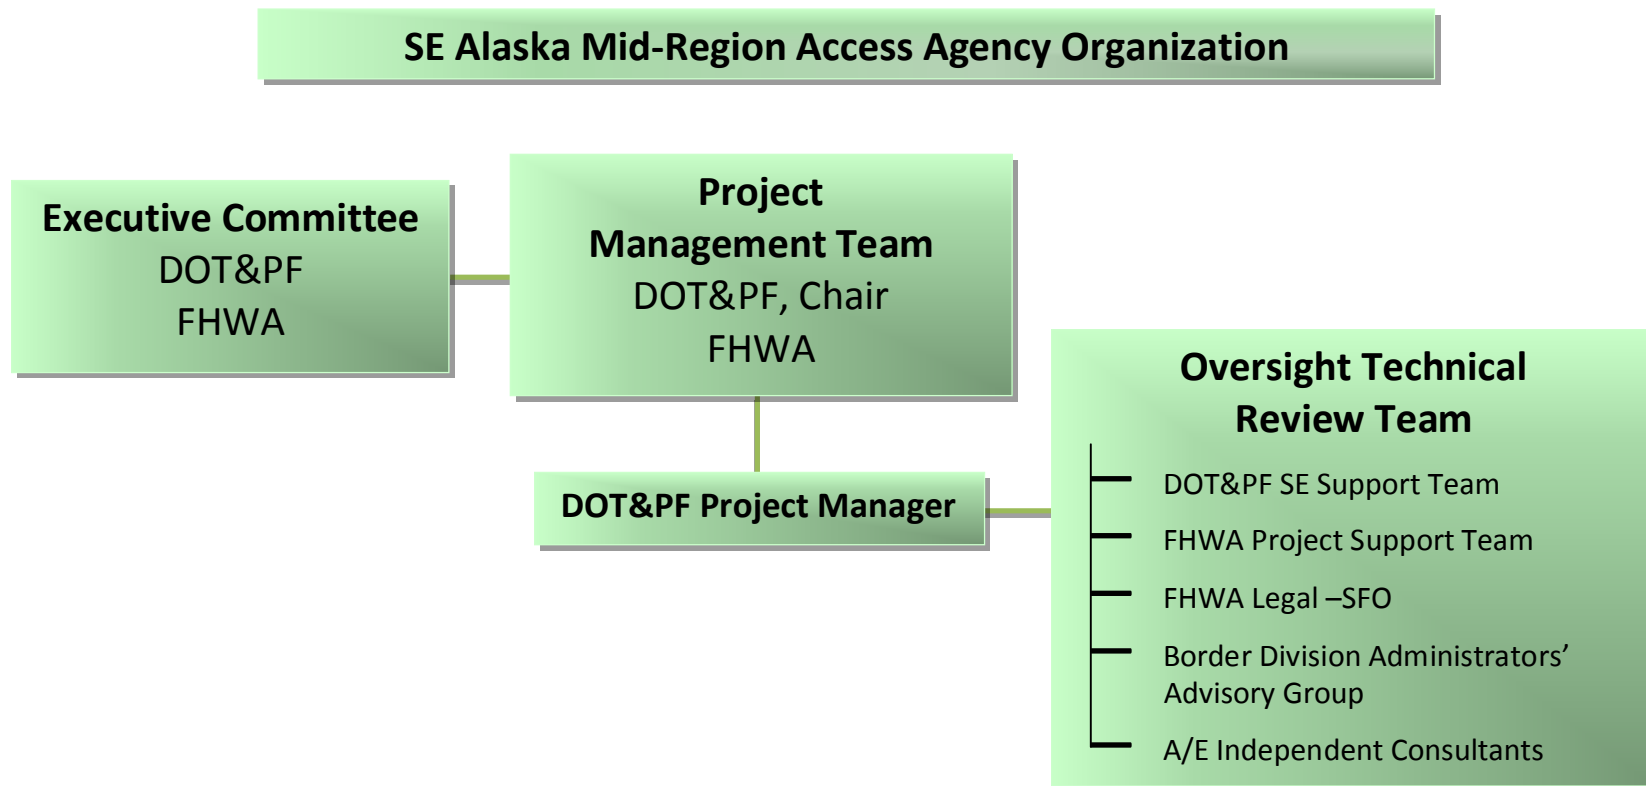 SE Alaska Mid-Region Access Agency Organization
Executive Committee
DOT&PF
FHWA
Project
Management Team
DOT&PF, Chair
FHWA
DOT&PF Project Manager
Oversight Technical
Review Team
DOT&PF SE Support Team
FHWA Project Support Team
FHWA Legal –SFO
Border Division Administrators’
Advisory Group
A/E Independent Consultants